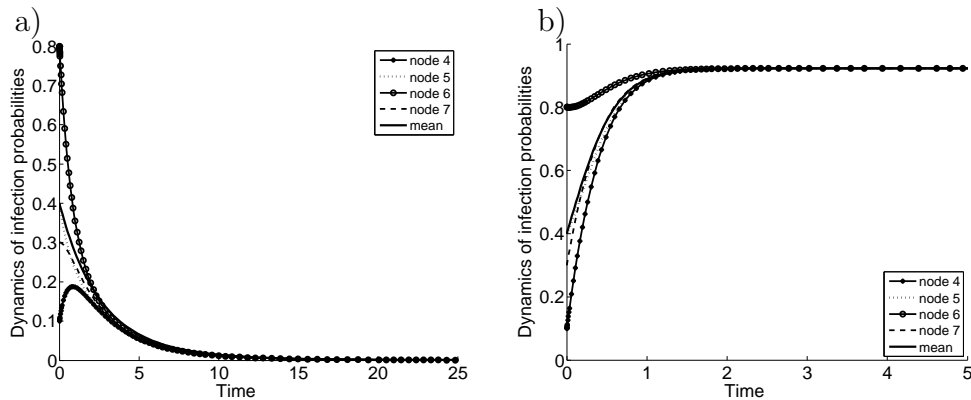 a)
Dynamics of infection probabilities
0.8
0.7
0.6
0.5
0.4
0.3
0.2
0.1
0
0
5
10
15
20
25
Time
node 4
node 5
node 6
node 7
mean
b)
Dynamics of infection probabilities
1
0.8
0.6
0.4
0.2
0
0
1
2
3
4
5
Time
node 4
node 5
node 6
node 7
mean